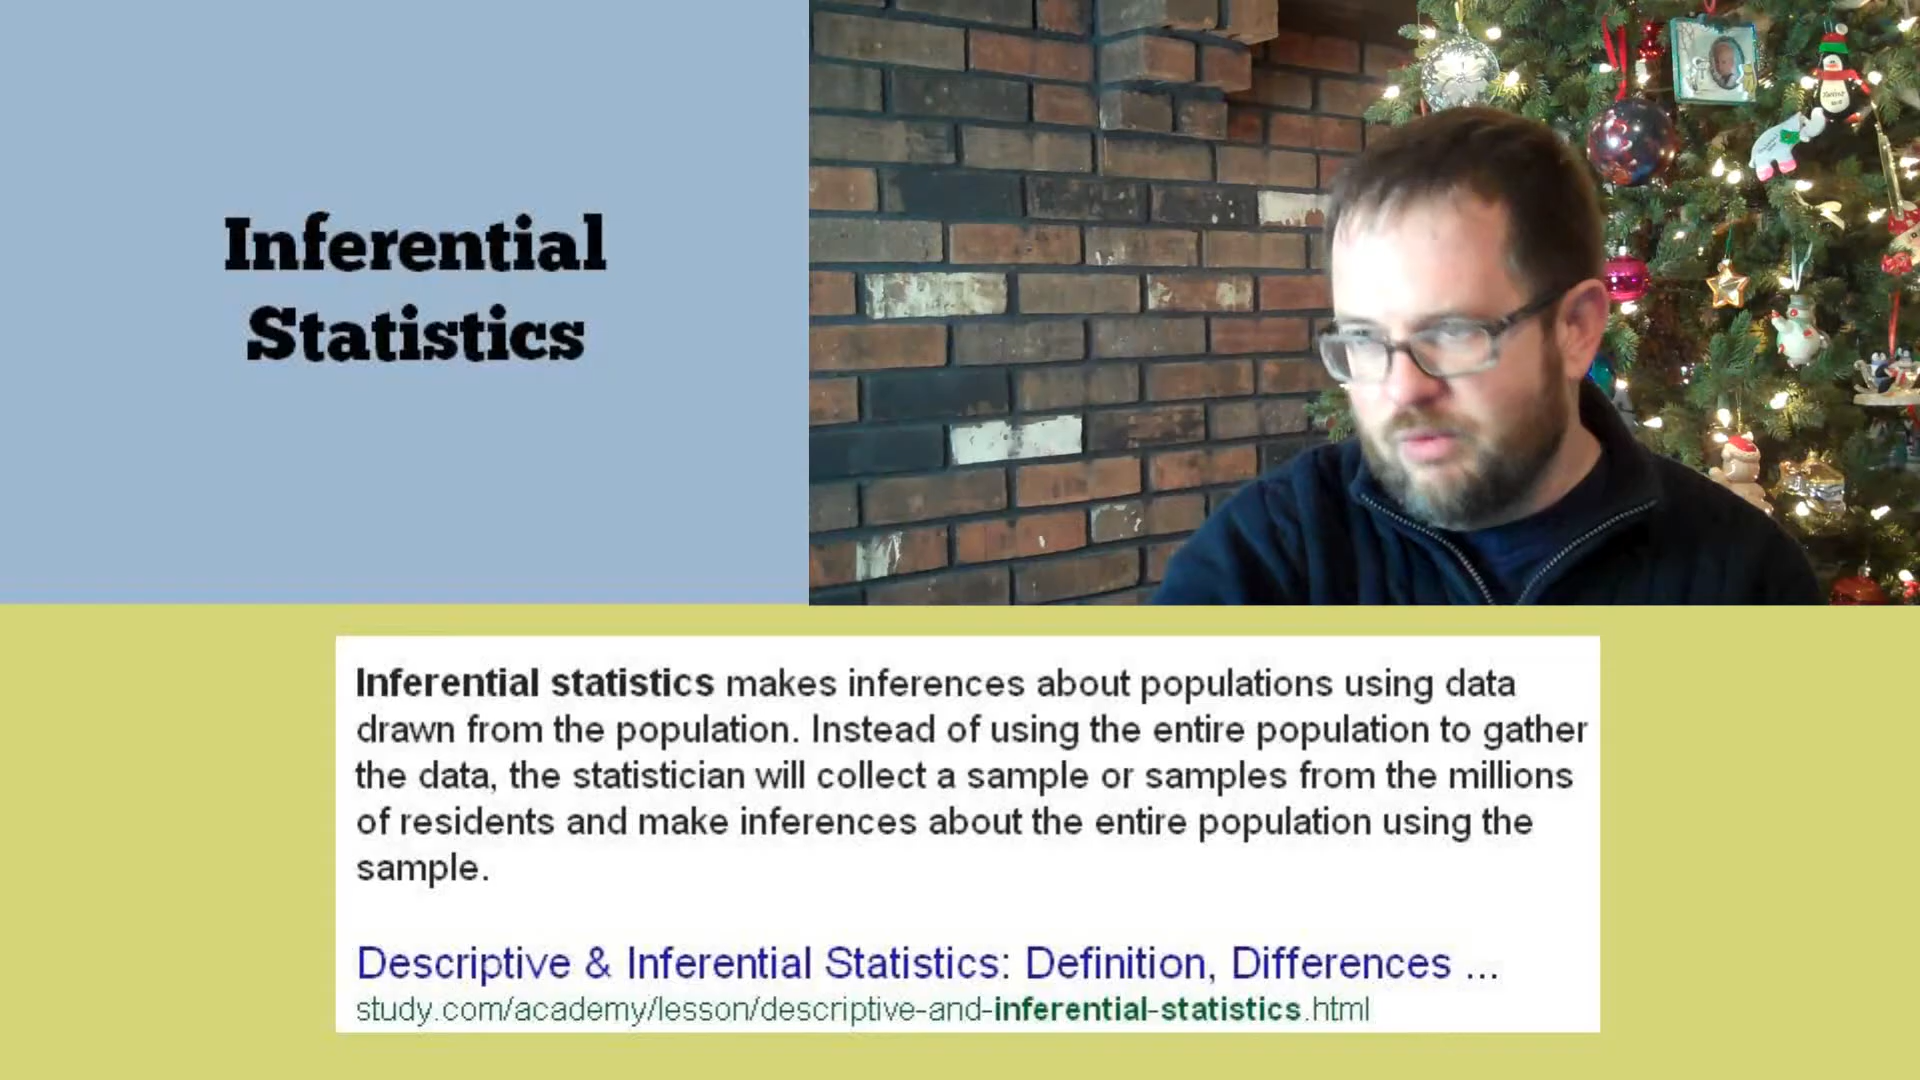 Inferential
Statistics
Inferential statistics makes inferences about populations using data
drawn from the population. Instead of using the entire population to gather
the data, the statistician will collect a sample or samples from the millions
of residents and make inferences about the entire population using the
sample.
Descriptive & Inferential Statistics: Definition, Differences ...
study.com/academy/lesson/descriptive-and-inferential-statistics.html